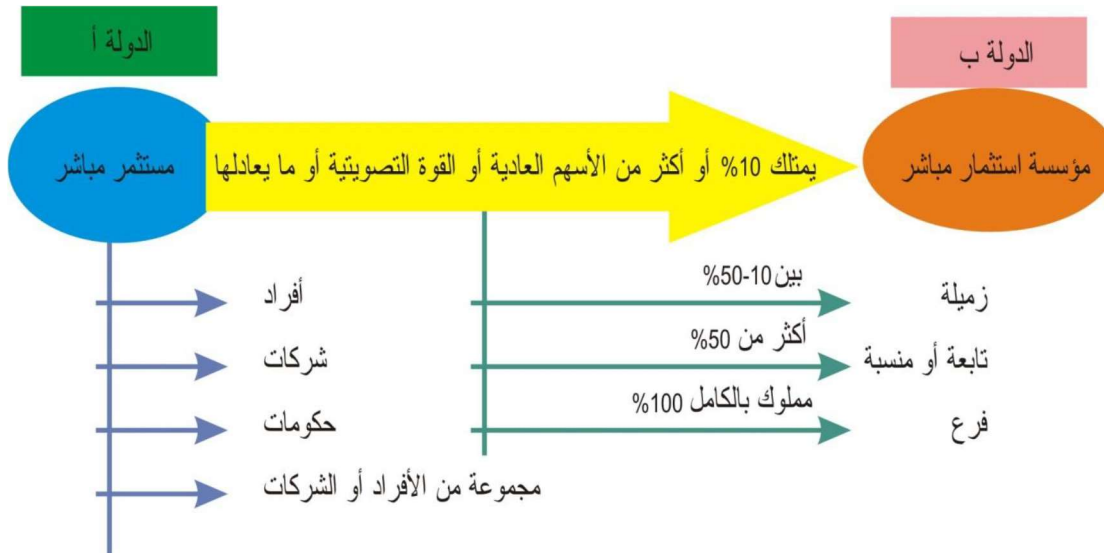 الدولة أ
الدولة ب
مستثمر مباشر
يمتلك 10% أو أكثر من الأسهم العادية أو القوة التصويتية أو ما يعادلها
مؤسسة استثمار مباشر
أفراد
بين 10-50%
زميلة
شركات
أكثر من 50%
تابعة أو منسبة
حكومات
مملوك بالكامل 100%
فرع
مجموعة من الأفراد أو الشركات